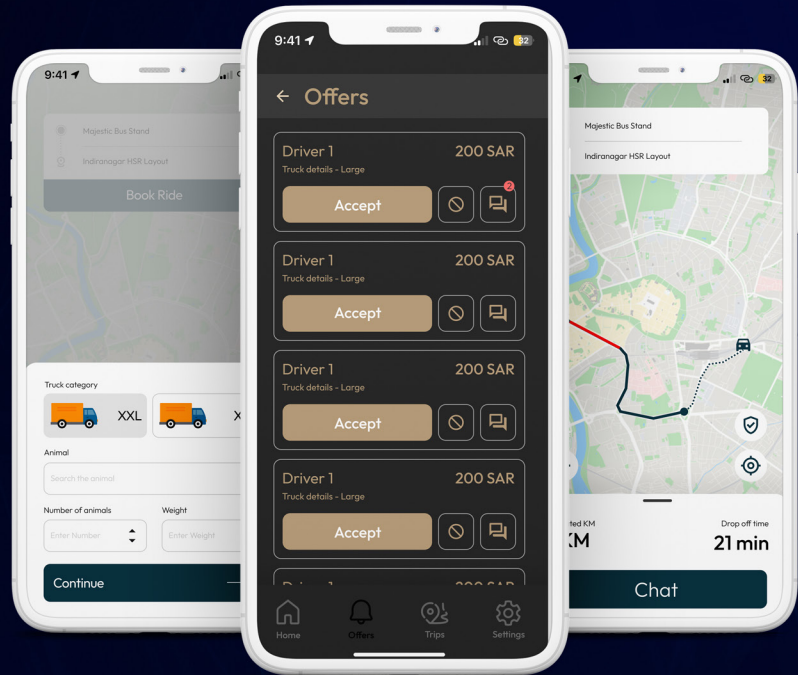 9:41
Majestic Bus Stand
Indiranagar HSR Layout
Book Ride
Truck category
XXL
X
Animal
Search the animal
Number of animals
Weight
Enter Number
Enter Weight
Continue
9:41
32
Offers
Driver 1
200 SAR
Truck details - Large
Accept
2
Driver 1
200 SAR
Truck details - Large
Accept
Driver 1
200 SAR
Truck details - Large
Accept
Driver 1
200 SAR
Truck details - Large
Accept
Home
Offers
Trips
Settings
32
Majestic Bus Stand
Indiranagar HSR Layout
KM
Drop off time
21 min
Chat